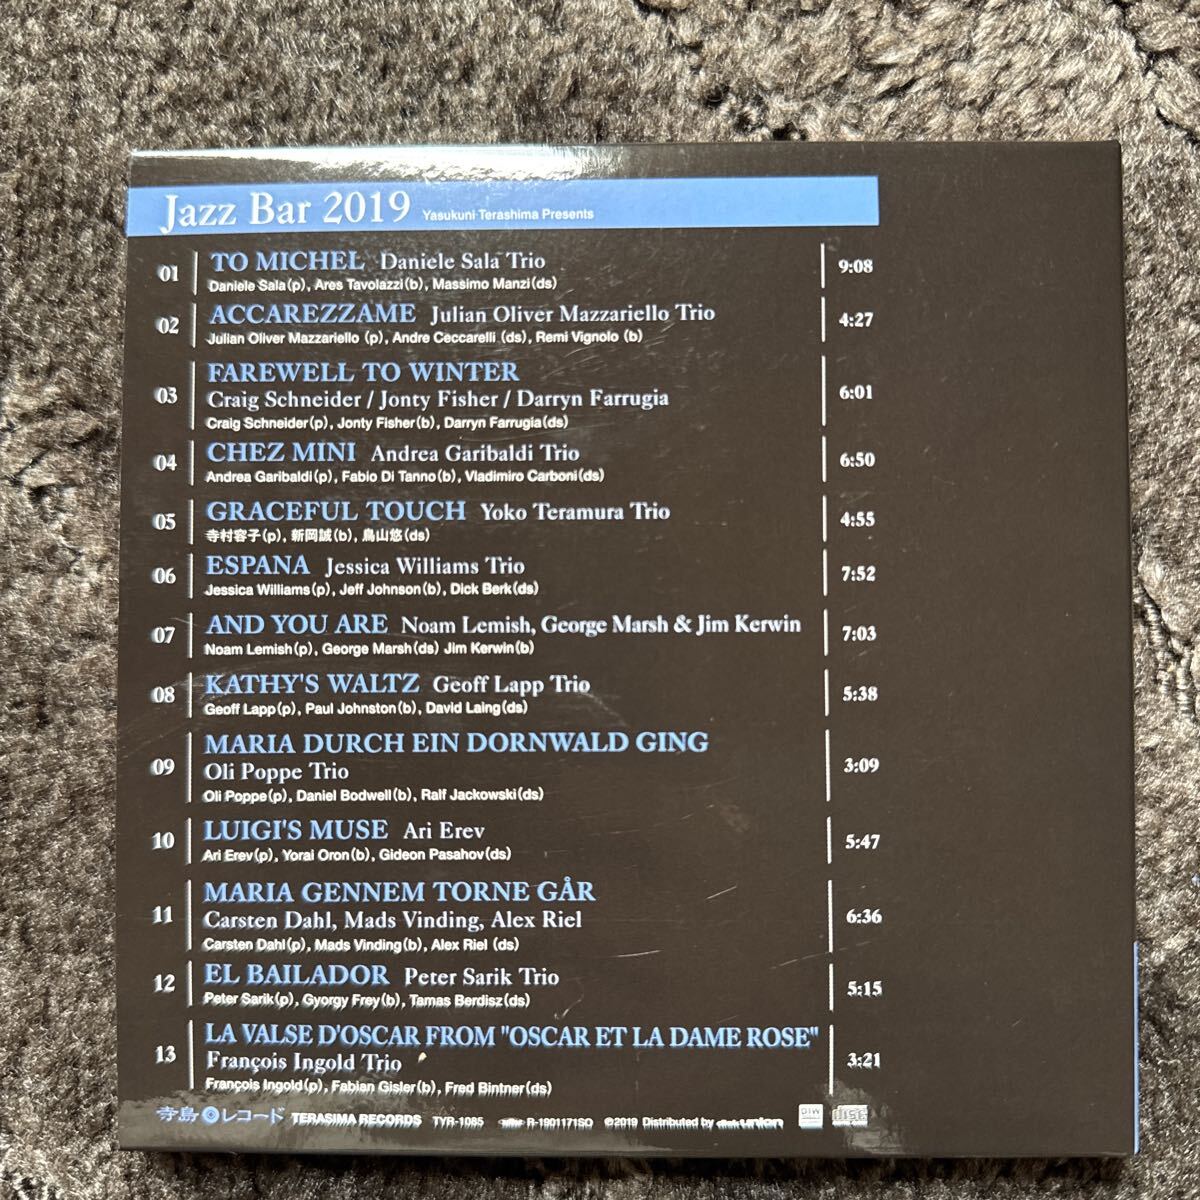 Jazz Bar 2019 Yasukuni Terashima Presents
01 TO MICHEL Daniele Sala Trio 9:08
Daniele Sala(p), Ares Tavolazzi(b), Massimo Manzi(ds)
02 ACCAREZZAME Julian Oliver Mazzariello Trio 4:27
Julian Oliver Mazzariello (p), Andre Ceccarelli (ds), Remi Vignolo (b)
03 FAREWELL TO WINTER 6:01
Craig Schneider / Jonty Fisher / Darryn Farrugia
Craig Schneider(p), Jonty Fisher(b), Darryn Farrugia(ds)
04 CHEZ MINI Andrea Garibaldi Trio 6:50
Andrea Garibaldi(p), Fabio Di Tanno(b), Vladimiro Carboni(ds)
05 GRACEFUL TOUCH Yoko Teramura Trio 4:55
寺村容子(p), 新岡誠(b), 鳥山悠(ds)
06 ESPANA Jessica Williams Trio 7:52
Jessica Williams(p), Jeff Johnson(b), Dick Berk(ds)
07 AND YOU ARE Noam Lemish, George Marsh & Jim Kerwin 7:03
Noam Lemish(p), George Marsh(ds) Jim Kerwin(b)
08 KATHY'S WALTZ Geoff Lapp Trio 5:38
Geoff Lapp(p), Paul Johnston(b), David Laing(ds)
09 MARIA DURCH EIN DORNWALD GING 3:09
Oli Poppe Trio
Oli Poppe(p), Daniel Bodwell(b), Ralf Jackowski(ds)
10 LUIGI'S MUSE Ari Erev 5:47
Ari Erev(p), Yorai Oron(b), Gideon Pasahov(ds)
11 MARIA GENNEM TORNE GÅR 6:36
Carsten Dahl, Mads Vinding, Alex Riel
Carsten Dahl(p), Mads Vinding(b), Alex Riel (ds)
12 EL BAILADOR Peter Sarik Trio 5:15
Peter Sarik(p), Gyorgy Frey(b), Tamas Berdisz(ds)
13 LA VALSE D'OSCAR FROM "OSCAR ET LA DAME ROSE" 3:21
François Ingold Trio
François Ingold(p), Fabian Gisler(b), Fred Bintner(ds)
寺島レコード TERASIMA RECORDS TYR-1085 R-1901171SO ℗©2019 Distributed by disk union DIW